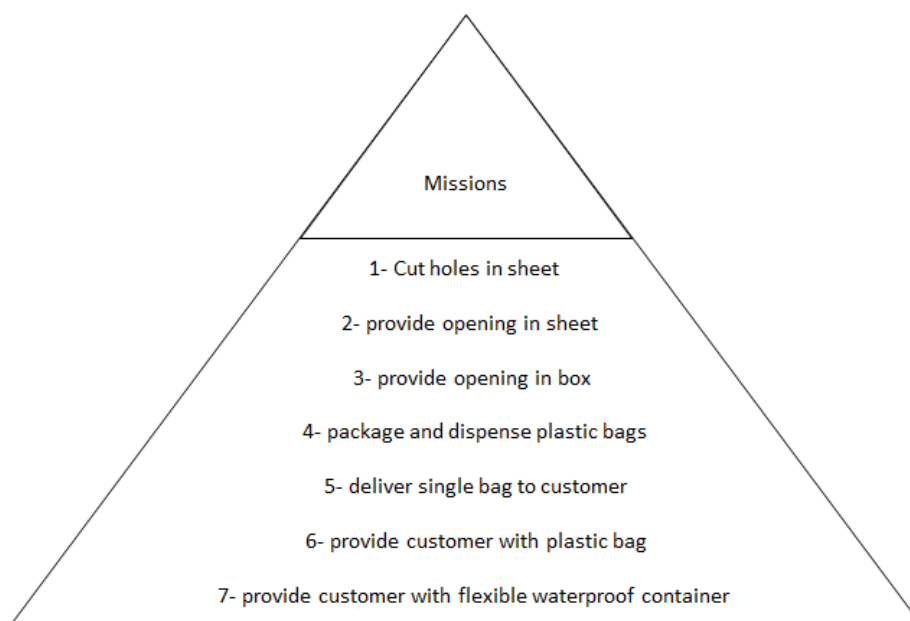 Missions
1- Cut holes in sheet
2- provide opening in sheet
3- provide opening in box
4- package and dispense plastic bags
5- deliver single bag to customer
6- provide customer with plastic bag
7- provide customer with flexible waterproof container